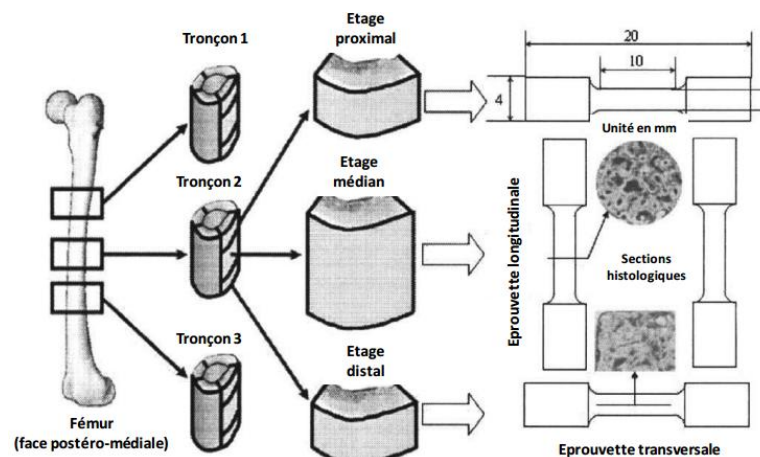 Tronçon 1
Etage
proximal
20
10
4
Unité en mm
Tronçon 2
Etage
médian
Eprouvette longitudinale
Sections
histologiques
Tronçon 3
Etage
distal
Fémur
(face postéro-médiale)
Eprouvette transversale